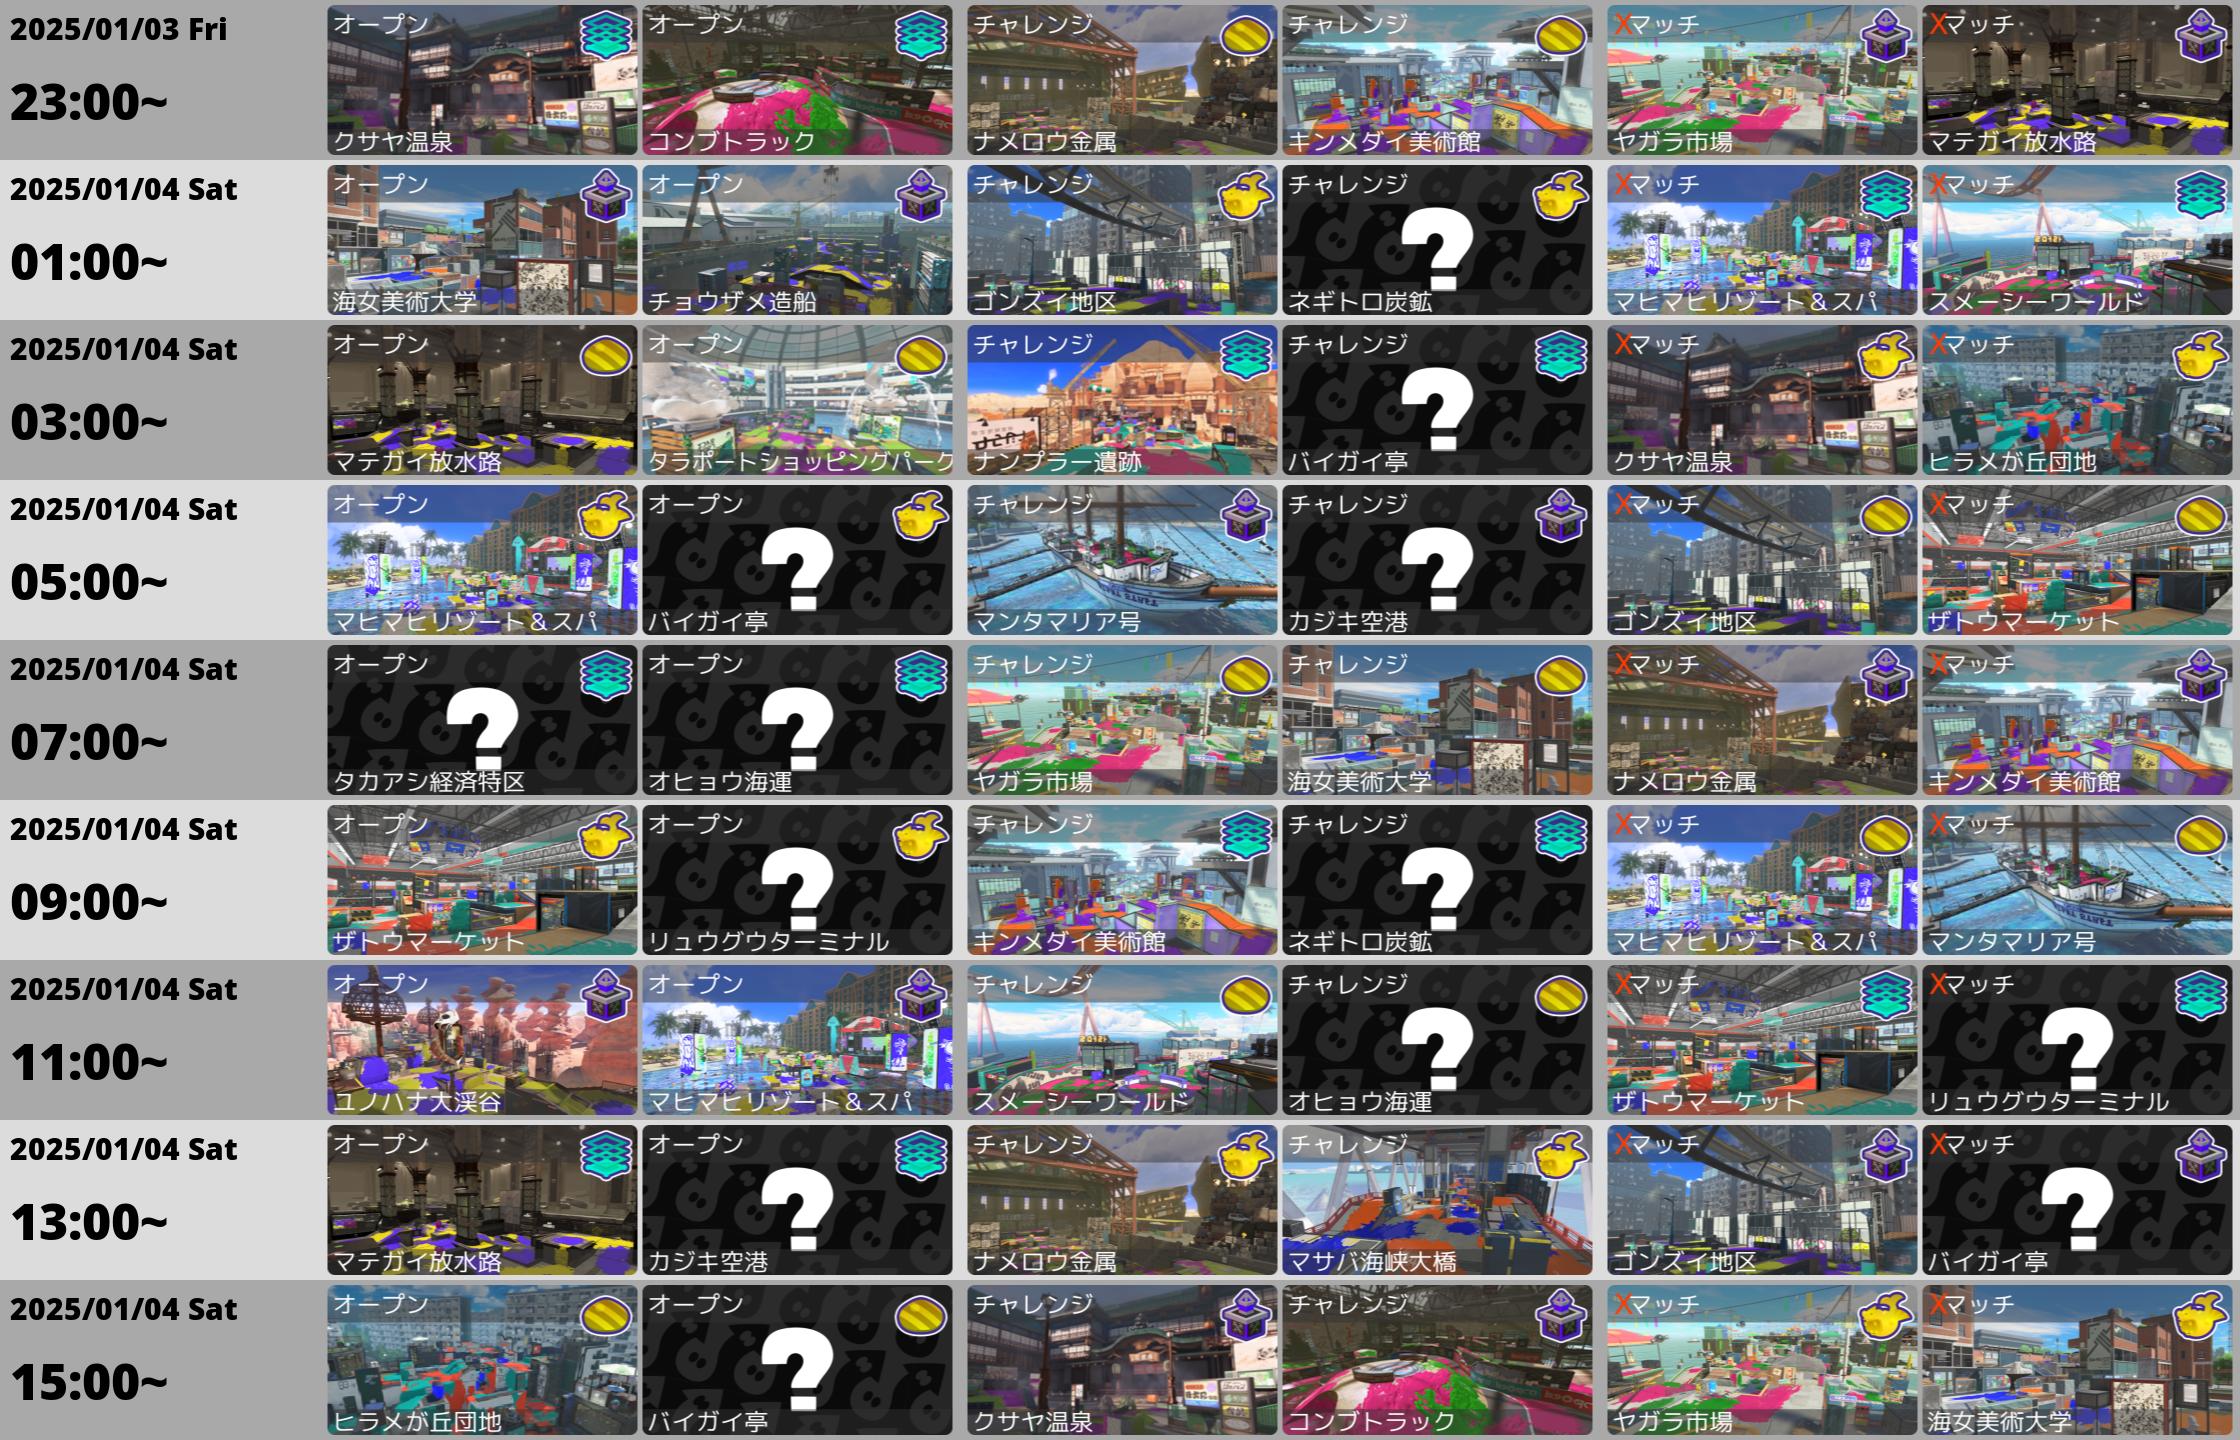 2025/01/03 Fri
23:00~
オープン
クサヤ温泉
オープン
コンブトラック
チャレンジ
ナメロウ金属
チャレンジ
キンメダイ美術館
Xマッチ
ヤガラ市場
Xマッチ
マテガイ放水路
2025/01/04 Sat
01:00~
オープン
海女美術大学
オープン
チョウザメ造船
チャレンジ
ゴンズイ地区
チャレンジ
?
ネギトロ炭鉱
Xマッチ
マヒマヒリゾート&スパ
Xマッチ
スメーシーワールド
2025/01/04 Sat
03:00~
オープン
マテガイ放水路
オープン
タラポートショッピングパーク
チャレンジ
ナンプラー遺跡
チャレンジ
?
バイガイ亭
Xマッチ
クサヤ温泉
Xマッチ
ヒラメが丘団地
2025/01/04 Sat
05:00~
オープン
マヒマヒリゾート&スパ
オープン
?
バイガイ亭
チャレンジ
マンタマリア号
チャレンジ
?
カジキ空港
Xマッチ
ゴンズイ地区
Xマッチ
ザトウマーケット
2025/01/04 Sat
07:00~
オープン
?
タカアシ経済特区
オープン
?
オヒョウ海運
チャレンジ
ヤガラ市場
チャレンジ
海女美術大学
Xマッチ
ナメロウ金属
Xマッチ
キンメダイ美術館
2025/01/04 Sat
09:00~
オープン
ザトウマーケット
オープン
?
リュウグウターミナル
チャレンジ
キンメダイ美術館
チャレンジ
?
ネギトロ炭鉱
Xマッチ
マヒマヒリゾート&スパ
Xマッチ
マンタマリア号
2025/01/04 Sat
11:00~
オープン
ユノハナ大渓谷
オープン
マヒマヒリゾート&スパ
チャレンジ
スメーシーワールド
チャレンジ
?
オヒョウ海運
Xマッチ
ザトウマーケット
Xマッチ
?
リュウグウターミナル
2025/01/04 Sat
13:00~
オープン
マテガイ放水路
オープン
?
カジキ空港
チャレンジ
ナメロウ金属
チャレンジ
マサバ海峡大橋
Xマッチ
ゴンズイ地区
Xマッチ
?
バイガイ亭
2025/01/04 Sat
15:00~
オープン
ヒラメが丘団地
オープン
?
バイガイ亭
チャレンジ
クサヤ温泉
チャレンジ
コンブトラック
Xマッチ
ヤガラ市場
Xマッチ
海女美術大学